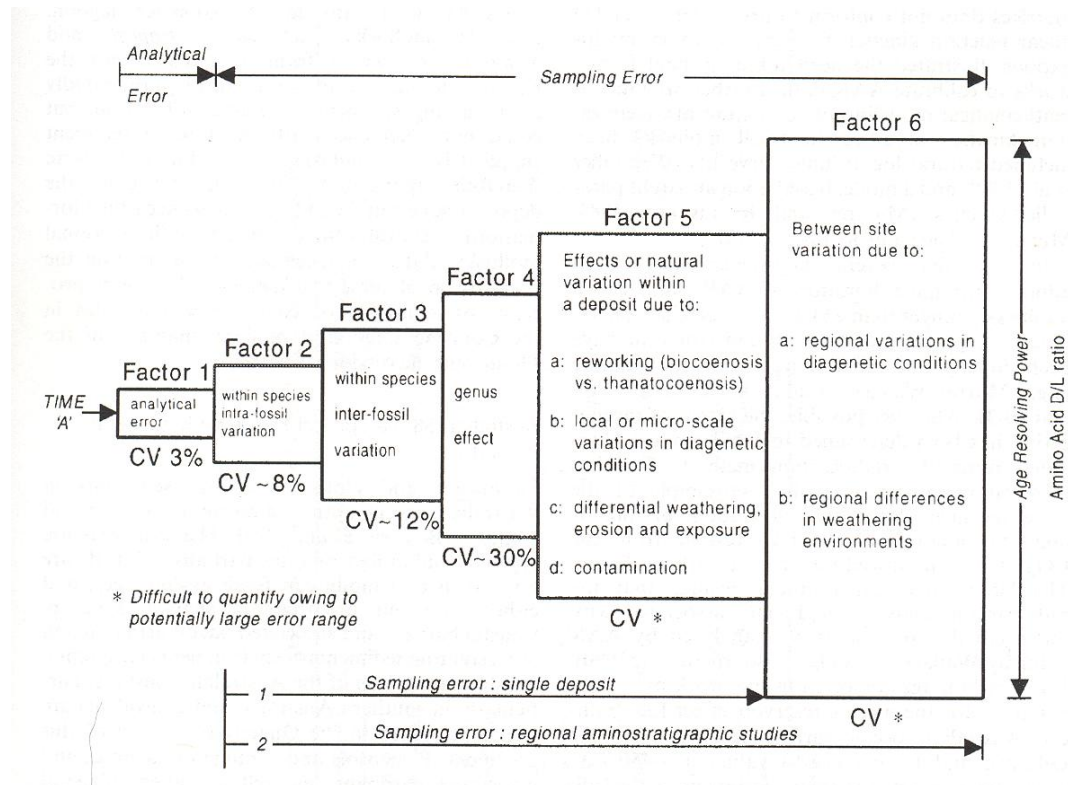 Analytical
Error
Sampling Error
Factor 6
Factor 5
Factor 4
Factor 3
Factor 2
Factor 1
TIME
'A'
analytical
error
CV 3%
within species
intra-fossil
variation
CV ~8%
within species
inter-fossil
variation
CV~12%
genus
effect
CV~30%
Effects or natural
variation within
a deposit due to:
a: reworking (biocoenosis
vs. thanatocoenosis)
b: local or micro-scale
variations in diagenetic
conditions
c: differential weathering,
erosion and exposure
d: contamination
CV *
Between site
variation due to:
a: regional variations in
diagenetic conditions
b: regional differences
in weathering
environments
CV *
Age Resolving Power
Amino Acid D/L ratio
* Difficult to quantify owing to
potentially large error range
1 Sampling error : single deposit
2 Sampling error : regional aminostratigraphic studies